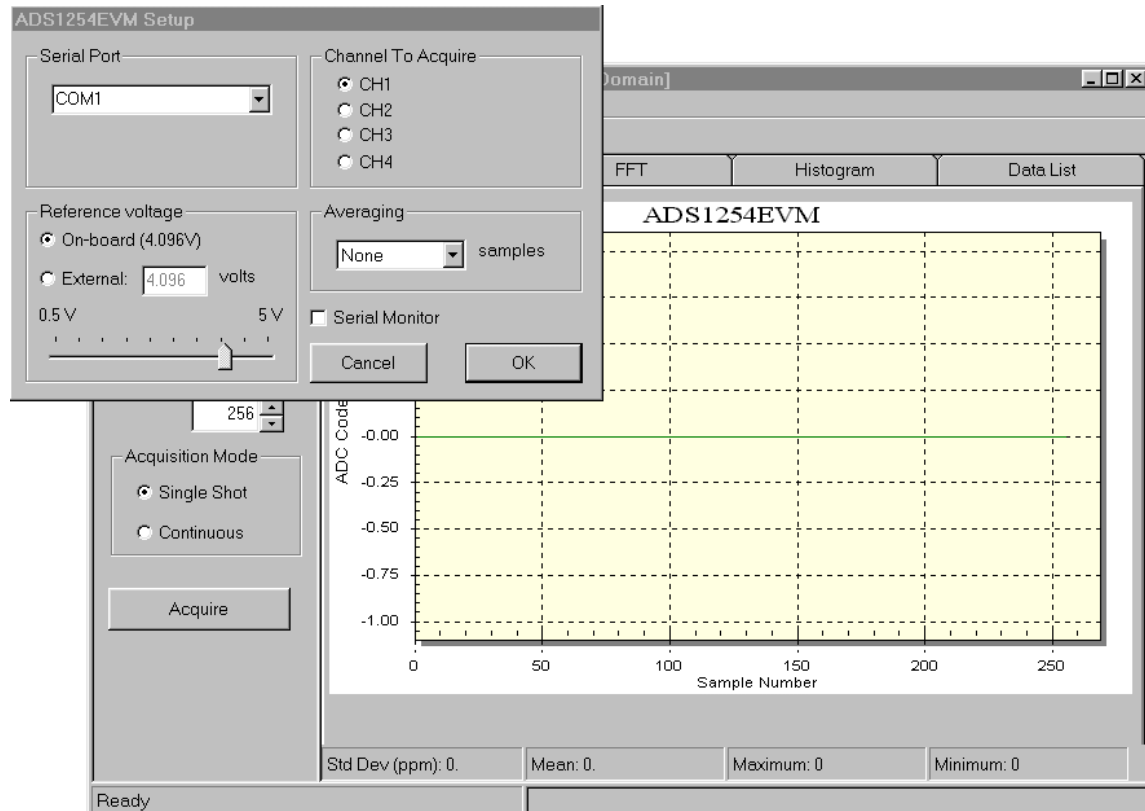 ADS1254EVM Setup
Serial Port
COM1
Channel To Acquire
CH1
CH2
CH3
CH4
Reference voltage
On-board (4.096V)
External: 4.096 volts
0.5 V 5 V
Averaging
None samples
Serial Monitor
Cancel OK
Domain]
FFT Histogram Data List
ADS1254EVM
256
Acquisition Mode
Single Shot
Continuous
Acquire
ADC Code
-0.00
-0.25
-0.50
-0.75
-1.00
0 50 100 150 200 250
Sample Number
Std Dev (ppm): 0. Mean: 0. Maximum: 0 Minimum: 0
Ready